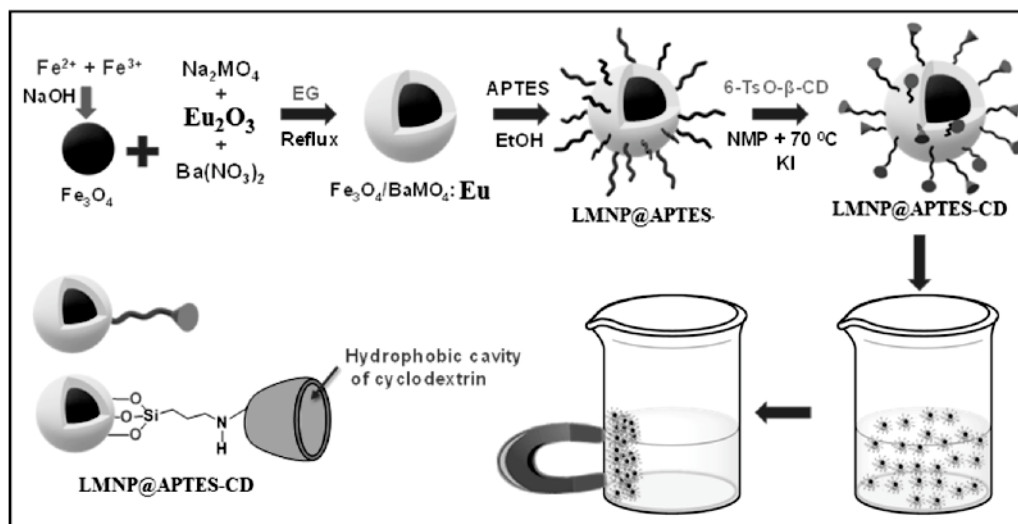 Fe2+ + Fe3+
NaOH
Fe3O4
Na2MO4
+
Eu2O3
+
Ba(NO3)2
EG
Reflux
Fe3O4/BaMO4: Eu
APTES
EtOH
LMNP@APTES-
6-TsO-β-CD
NMP + 70 ºC
KI
LMNP@APTES-CD
Hydrophobic cavity
of cyclodextrin
O
O Si N
O H
LMNP@APTES-CD